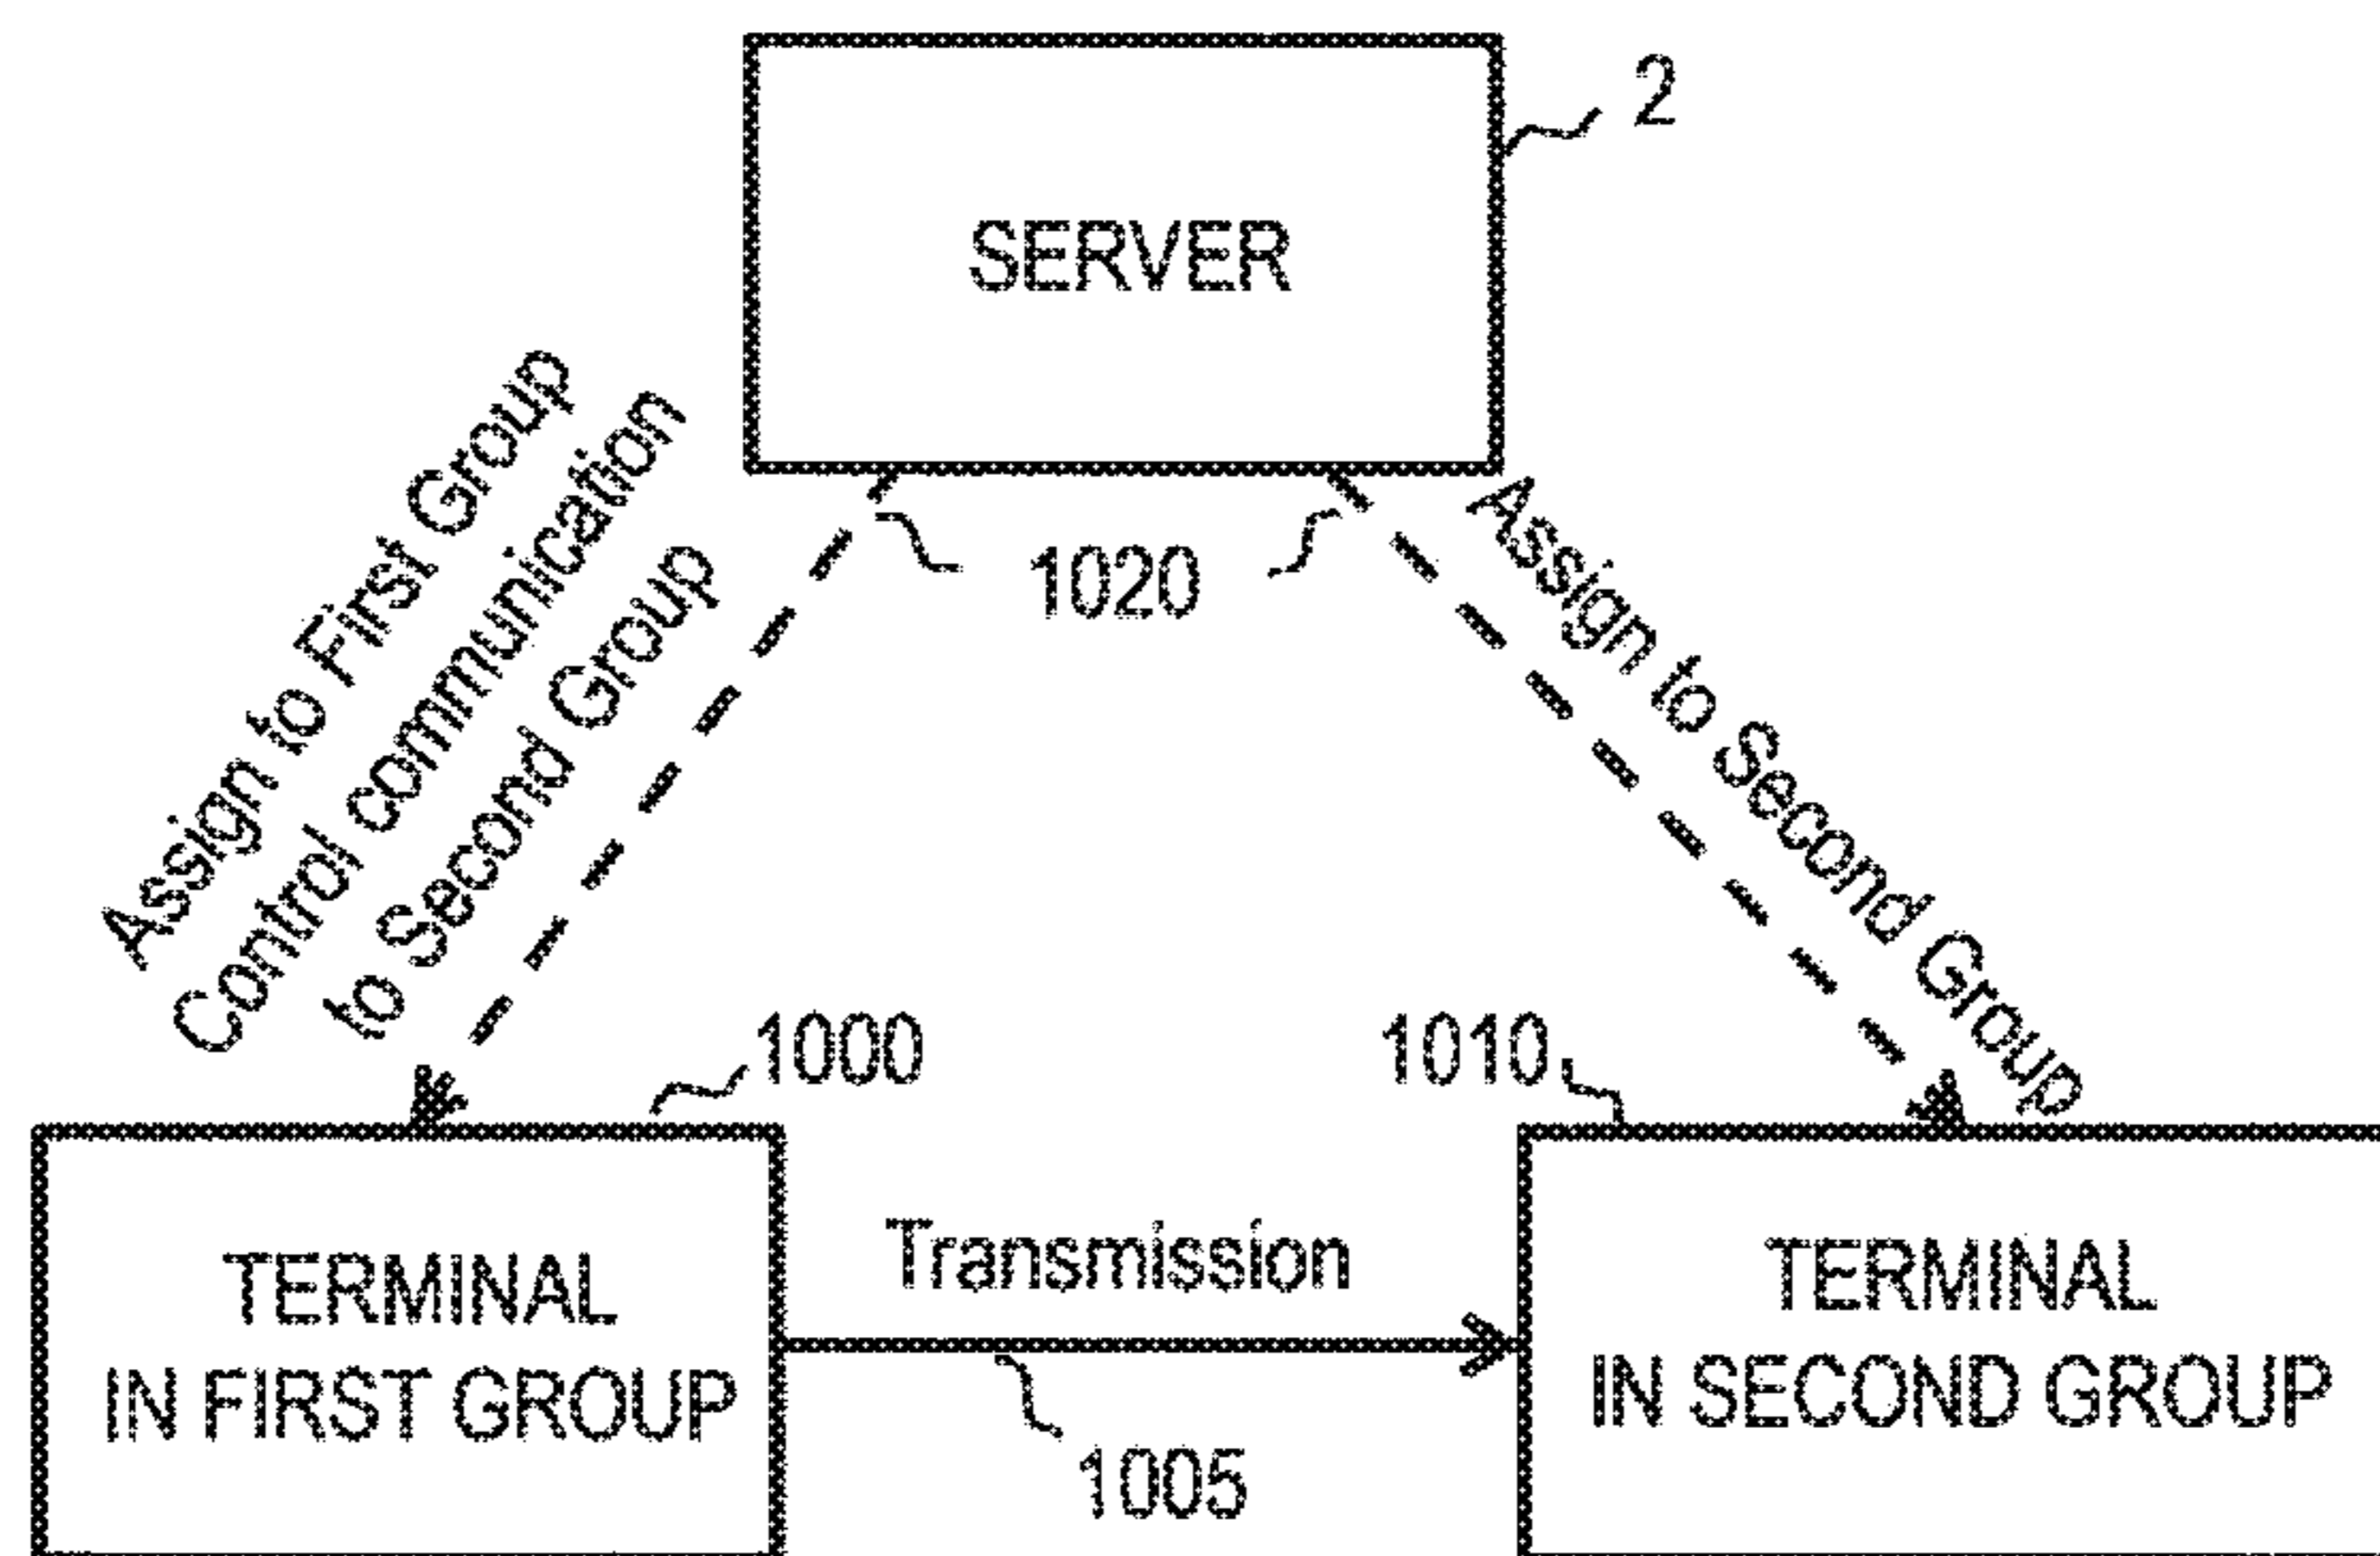 2
SERVER
Assign to First Group
Control communication
to Second Group
1020
Assign to Second Group
1000
1010
TERMINAL
IN FIRST GROUP
Transmission
1005
TERMINAL
IN SECOND GROUP